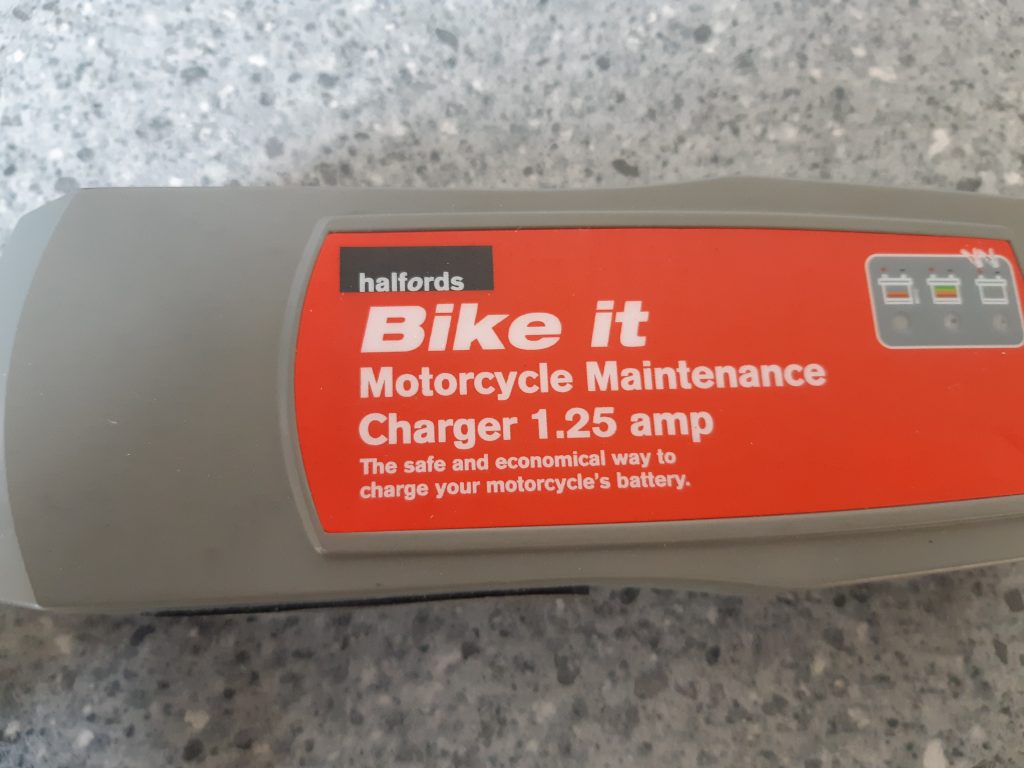 halfords
Bike it
Motorcycle Maintenance
Charger 1.25 amp
The safe and economical way to
charge your motorcycle's battery.